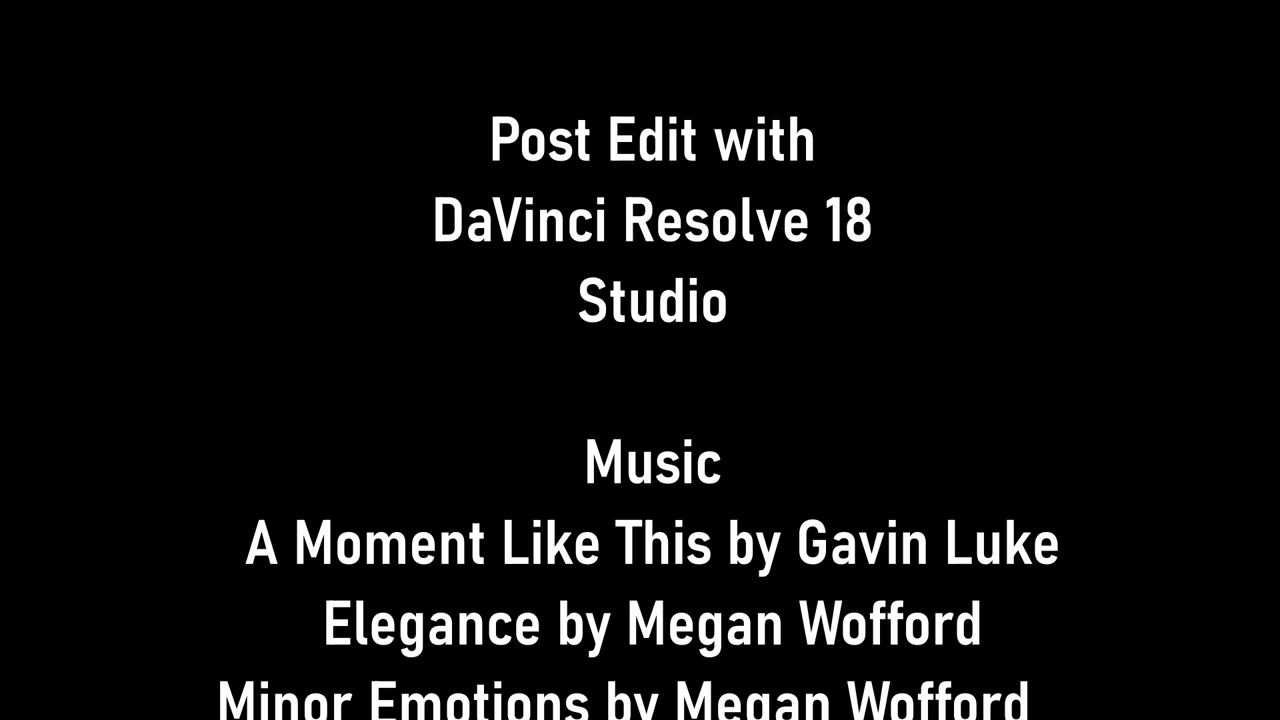 Post Edit with
DaVinci Resolve 18
Studio
Music
A Moment Like This by Gavin Luke
Elegance by Megan Wofford
Minor Emotions by Megan Wofford